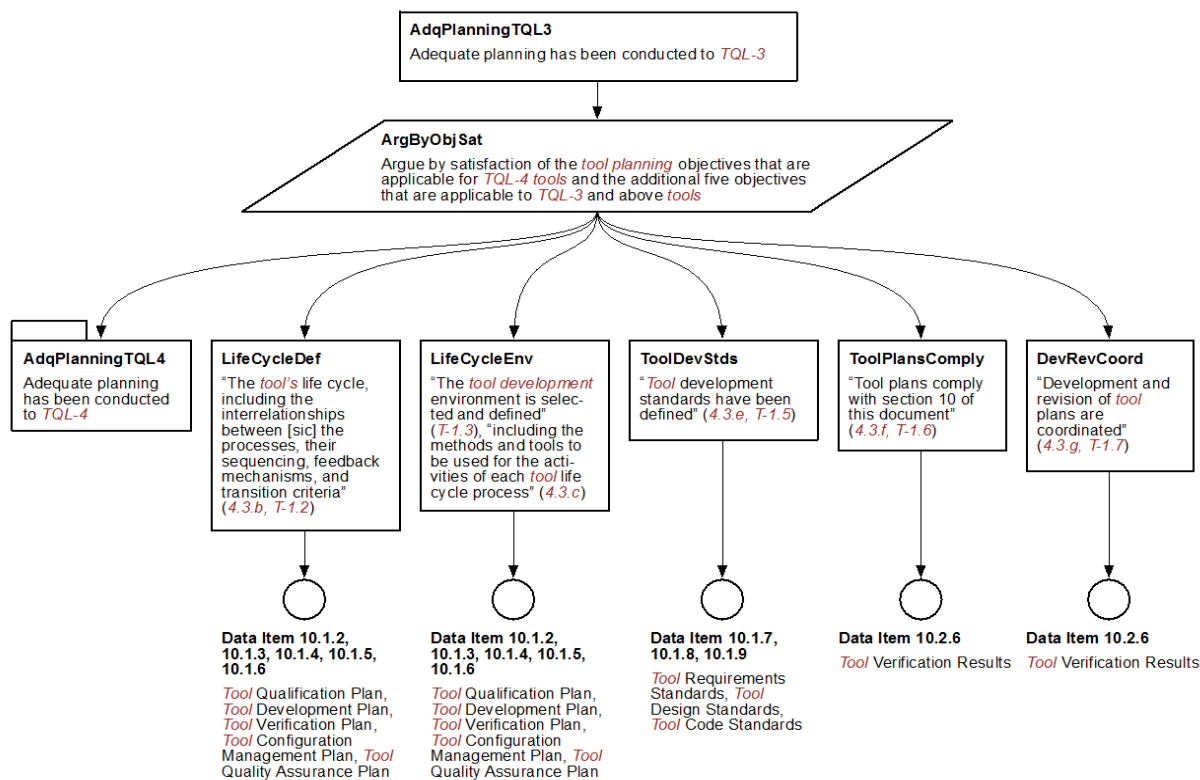 AdqPlanningTQL3
Adequate planning has been conducted to TQL-3
ArgByObjSat
Argue by satisfaction of the tool planning objectives that are
applicable for TQL-4 tools and the additional five objectives
that are applicable to TQL-3 and above tools
AdqPlanningTQL4
Adequate planning
has been conducted
to TQL-4
LifeCycleDef
“The tool’s life cycle,
including the
interrelationships
between [sic] the
processes, their
sequencing, feedback
mechanisms, and
transition criteria”
(4.3.b, T-1.2)
LifeCycleEnv
“The tool development
environment is selec-
ted and defined”
(T-1.3), “including the
methods and tools to
be used for the acti-
vities of each tool life
cycle process” (4.3.c)
ToolDevStds
“Tool development
standards have been
defined” (4.3.e, T-1.5)
ToolPlansComply
“Tool plans comply
with section 10 of
this document”
(4.3.f, T-1.6)
DevRevCoord
“Development and
revision of tool
plans are
coordinated”
(4.3.g, T-1.7)
Data Item 10.1.2,
10.1.3, 10.1.4, 10.1.5,
10.1.6
Tool Qualification Plan,
Tool Development Plan,
Tool Verification Plan,
Tool Configuration
Management Plan, Tool
Quality Assurance Plan
Data Item 10.1.2,
10.1.3, 10.1.4, 10.1.5,
10.1.6
Tool Qualification Plan,
Tool Development Plan,
Tool Verification Plan,
Tool Configuration
Management Plan, Tool
Quality Assurance Plan
Data Item 10.1.7,
10.1.8, 10.1.9
Tool Requirements
Standards, Tool
Design Standards,
Tool Code Standards
Data Item 10.2.6
Tool Verification Results
Data Item 10.2.6
Tool Verification Results